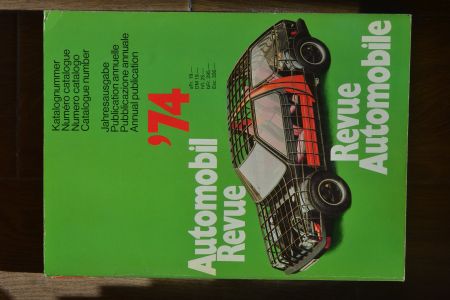 Katalognummer
Numéro catalogue
Numero catalogo
Catalogue number
Jahresausgabe
Publication annuelle
Pubblicazione annuale
Annual publication
'74
Automobil
Revue
Revue
Automobile